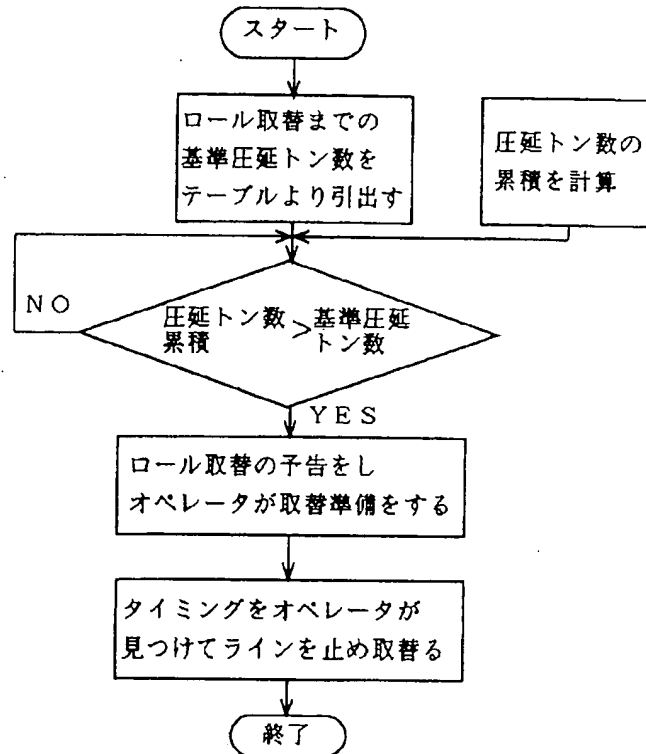 スタート
ロール取替までの
基準圧延トン数を
テーブルより引出す
圧延トン数の
累積を計算
NO
圧延トン数
累積
>
基準圧延
トン数
YES
ロール取替の予告をし
オペレータが取替準備をする
タイミングをオペレータが
見つけてラインを止め取替る
終了